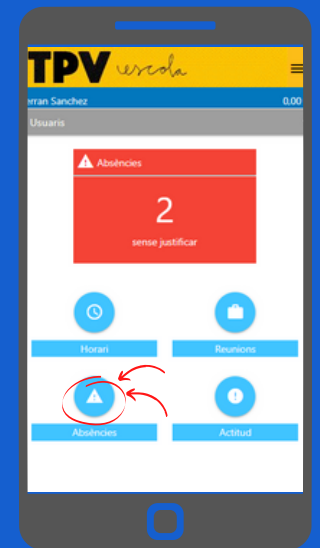 TPV escola
erran Sanchez 0,00
Usuaris
Absències
2
sense justificar
Horari Reunions
Absències Actitud